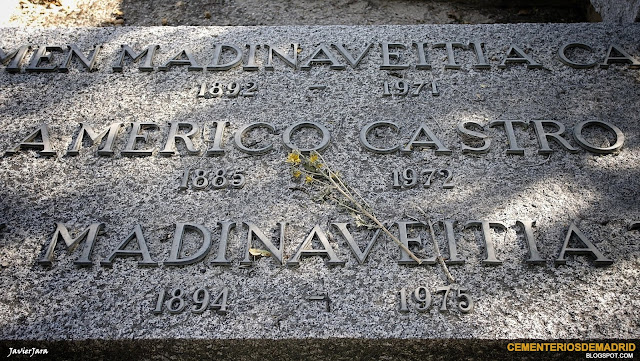 MEN MADINAVEITIA CA
1892 - 1971
AMERICO CASTRO
1885 1972
MADINAVEITIA
1894 - 1975
JavierJara
CEMENTERIOSDEMADRID
BLOGSPOT.COM